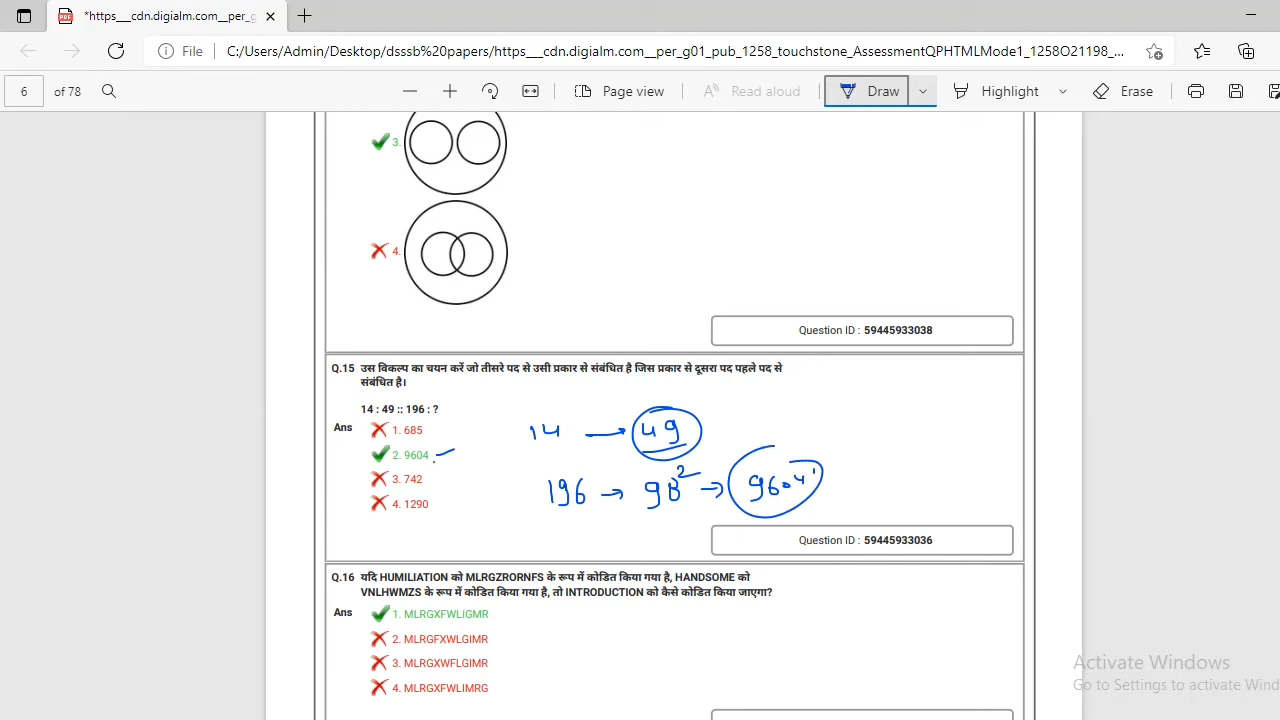 *https___cdn.digialm.com__per_g
File
C:/Users/Admin/Desktop/dsssb%20papers/https___cdn.digialm.com__per_g01_pub_1258_touchstone_AssessmentQPHTMLMode1_1258O21198_...
6 of 78
Page view
Read aloud
Draw
Highlight
Erase
3.
4.
Question ID : 59445933038
Q.15 उस विकल्प का चयन करें जो तीसरे पद से उसी प्रकार से संबंधित है जिस प्रकार से दूसरा पद पहले पद से
संबंधित है।
14 : 49 :: 196 : ?
Ans
1. 685
2. 9604
3. 742
4. 1290
14 → 49
196 → 98² → 9604
Question ID : 59445933036
Q.16 यदि HUMILIATION को MLRGZRORNFS के रूप में कोडित किया गया है, HANDSOME को
VNLHWMZS के रूप में कोडित किया गया है, तो INTRODUCTION को कैसे कोडित किया जाएगा?
Ans
1. MLRGXFWLIGMR
2. MLRGFXWLGIMR
3. MLRGXWFLGIMR
4. MLRGXFWLIMRG
Activate Windows
Go to Settings to activate Wind